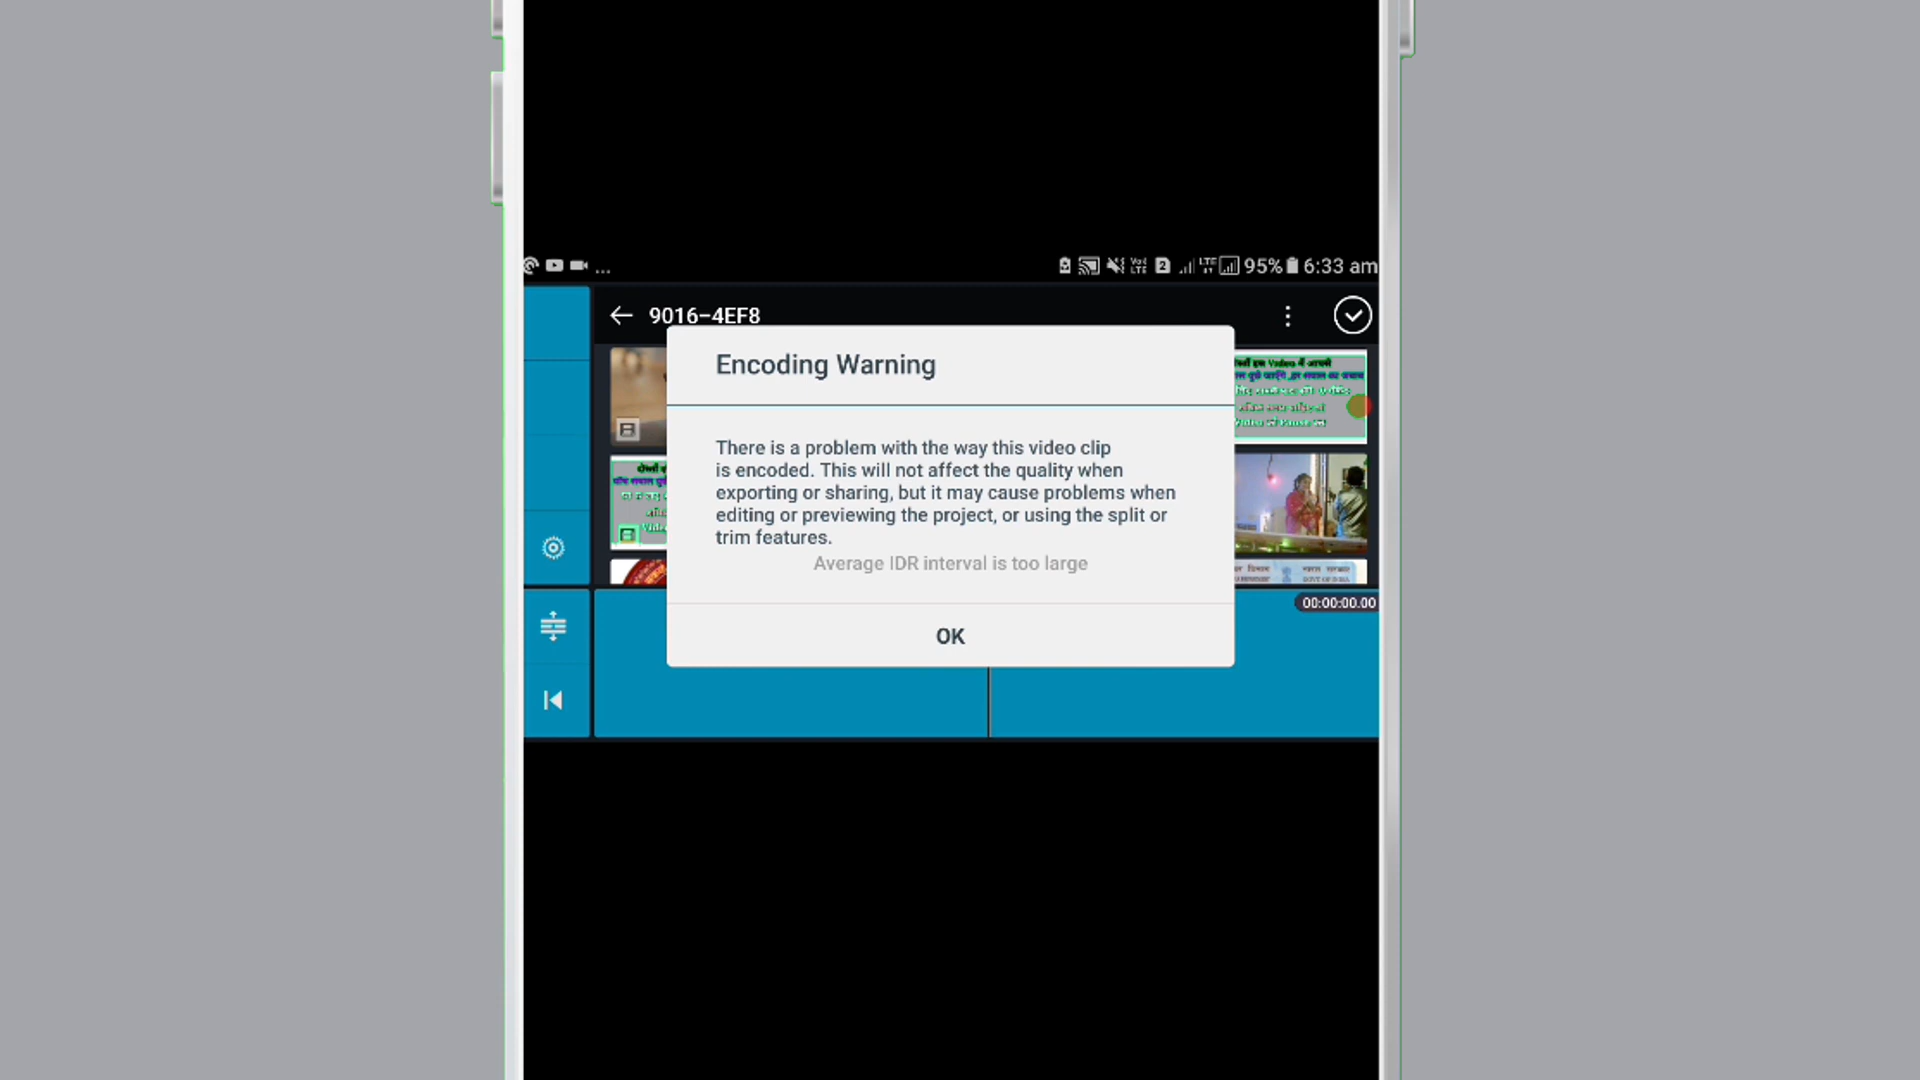 95% 6:33 am
9016-4EF8
Encoding Warning
There is a problem with the way this video clip
is encoded. This will not affect the quality when
exporting or sharing, but it may cause problems when
editing or previewing the project, or using the split or
trim features.
Average IDR interval is too large
OK
00:00:00.00